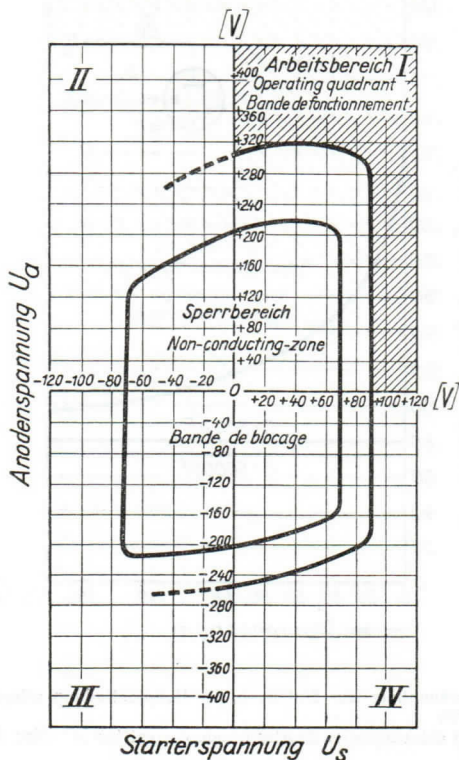 [V]
II
Arbeitsbereich I
Operating quadrant
Bande de fonctionnement
+400
+360
+320
+280
+240
+200
+160
+120
Sperrbereich
+80
Non-conducting-zone
+40
-120 -100 -80 -60 -40 -20 0 +20 +40 +60 +80 +100 +120 [V]
-40
Bande de blocage
-80
-120
-160
-200
-240
-280
-320
-360
-400
III
IV
Anodenspannung Ua
Starterspannung Us